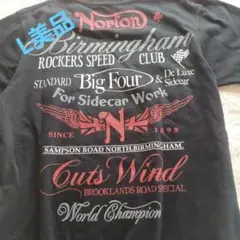 L美品
Norton
Birmingham
ROCKERS SPEED CLUB
STANDARD Big Four & De Luxe Sidecar
For Sidecar Work
N
SINCE 1898
SAMPSON ROAD NORTH, BIRMINGHAM.
Cuts Wind
BROOKLANDS ROAD SPECIAL
World Champion